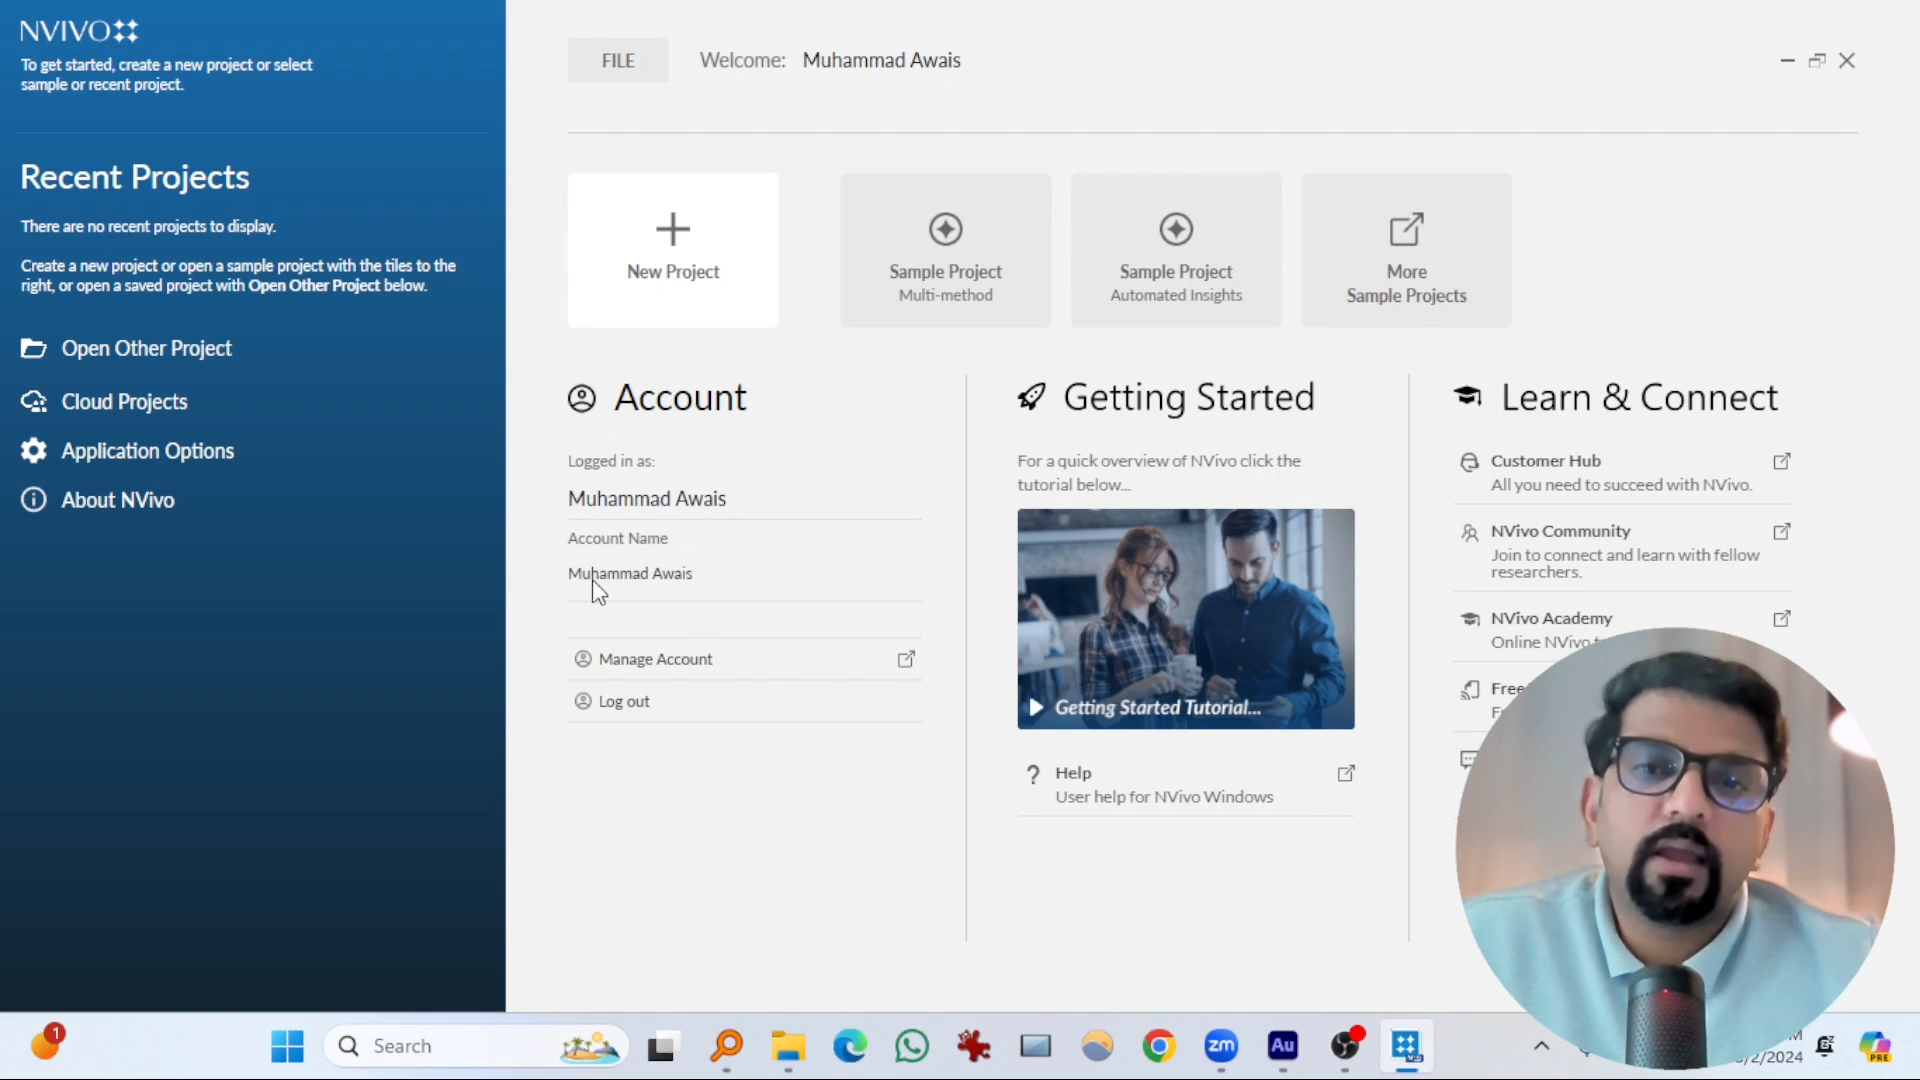 NVIVO
To get started, create a new project or select
sample or recent project.
Recent Projects
There are no recent projects to display.
Create a new project or open a sample project with the tiles to the
right, or open a saved project with Open Other Project below.
Open Other Project
Cloud Projects
Application Options
About NVivo
FILE
Welcome: Muhammad Awais
New Project
Sample Project
Multi-method
Sample Project
Automated Insights
More
Sample Projects
Account
Logged in as:
Muhammad Awais
Account Name
Muhammad Awais
Manage Account
Log out
Getting Started
For a quick overview of NVivo click the
tutorial below...
Getting Started Tutorial...
Help
User help for NVivo Windows
Learn & Connect
Customer Hub
All you need to succeed with NVivo.
NVivo Community
Join to connect and learn with fellow
researchers.
NVivo Academy
Online NVivo
Free
1
Search
zm
Au
M
/2/2024
PRE